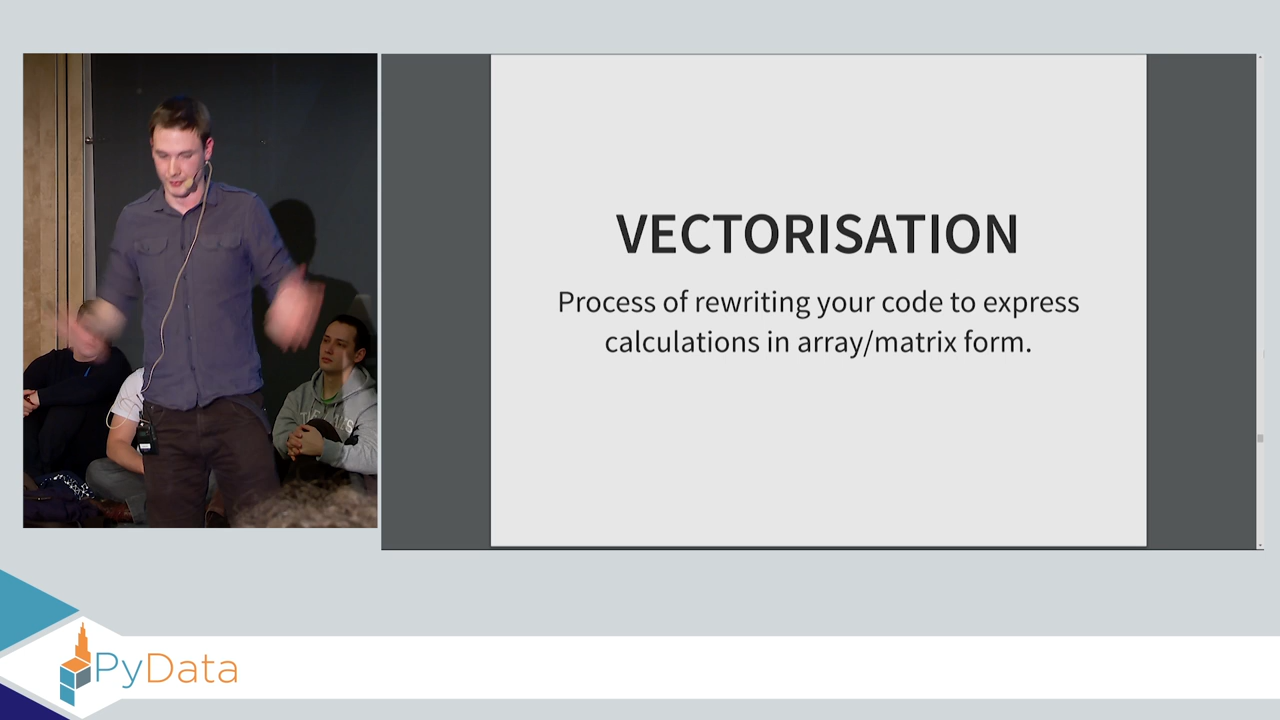 VECTORISATION
Process of rewriting your code to express
calculations in array/matrix form.
PyData